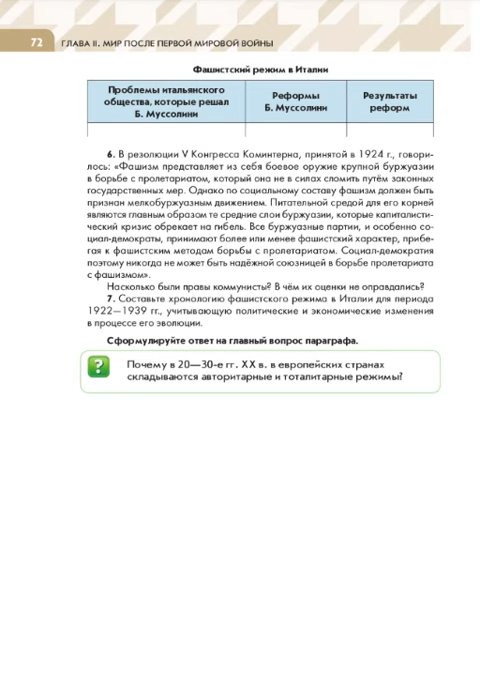 72
ГЛАВА II. МИР ПОСЛЕ ПЕРВОЙ МИРОВОЙ ВОЙНЫ
Фашистский режим в Италии
Проблемы итальянского
общества, которые решал
Б. Муссолини
Реформы
Б. Муссолини
Результаты
реформ
6. В резолюции V Конгресса Коминтерна, принятой в 1924 г., говори-
лось: «Фашизм представляет из себя боевое оружие крупной буржуазии
в борьбе с пролетариатом, который она не в силах сломить путём законных
государственных мер. Однако по социальному составу фашизм должен быть
признан мелкобуржуазным движением. Питательной средой для его корней
являются главным образом те средние слои буржуазии, которые капиталисти-
ческий кризис обрекает на гибель. Все буржуазные партии, и особенно со-
циал-демократы, принимают более или менее фашистский характер, прибе-
гая к фашистским методам борьбы с пролетариатом. Социал-демократия
поэтому никогда не может быть надёжной союзницей в борьбе пролетариата
с фашизмом».
Насколько были правы коммунисты? В чём их оценки не оправдались?
7. Составьте хронологию фашистского режима в Италии для периода
1922—1939 гг., учитывающую политические и экономические изменения
в процессе его эволюции.
Сформулируйте ответ на главный вопрос параграфа.
?
Почему в 20—30-е гг. XX в. в европейских странах
складываются авторитарные и тоталитарные режимы?